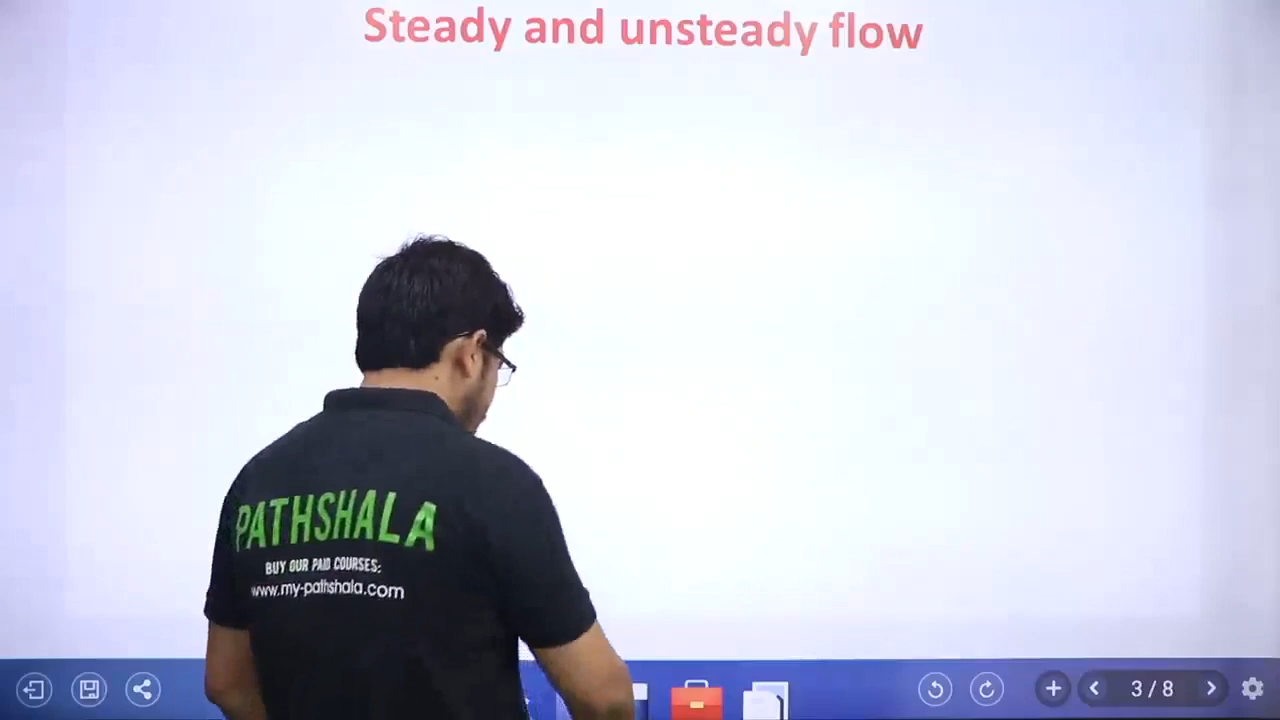 Steady and unsteady flow
PATHSHALA
BUY OUR PAID COURSES:
www.my-pathshala.com
3/8